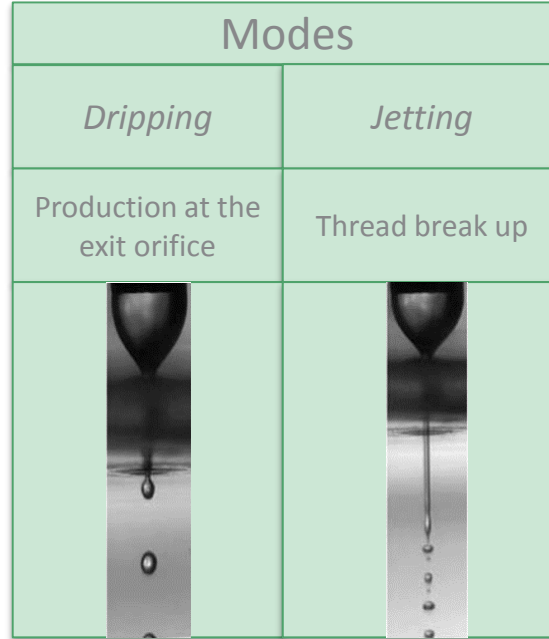 Modes
Dripping
Jetting
Production at the
exit orifice
Thread break up